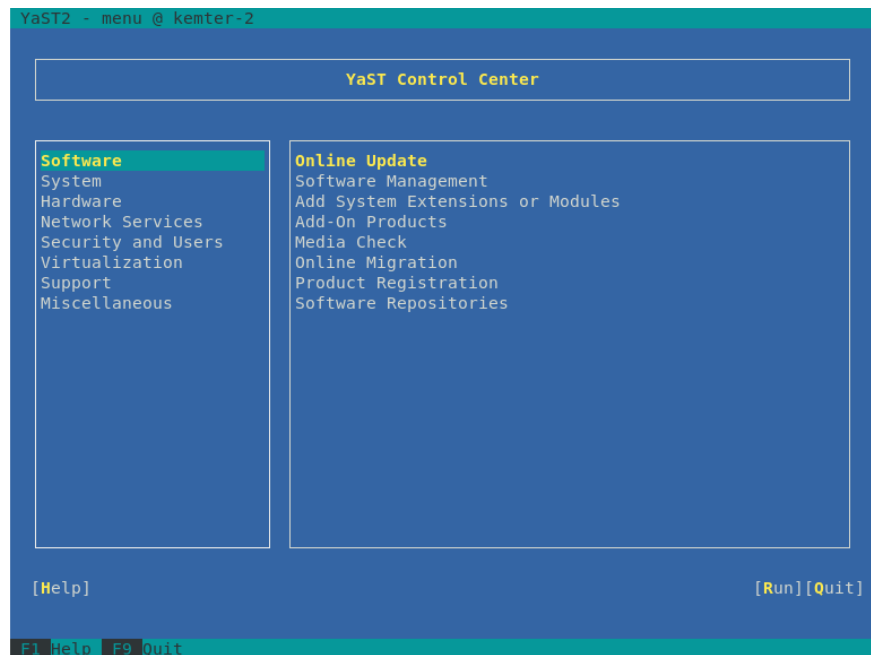 YaST2 - menu @ kemter-2
YaST Control Center
Software
System
Hardware
Network Services
Security and Users
Virtualization
Support
Miscellaneous
Online Update
Software Management
Add System Extensions or Modules
Add-On Products
Media Check
Online Migration
Product Registration
Software Repositories
[Help] [Run][Quit]
F1 Help F9 Quit